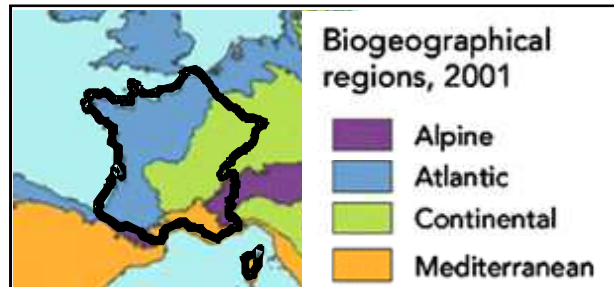 Biogeographical
regions, 2001
Alpine
Atlantic
Continental
Mediterranean